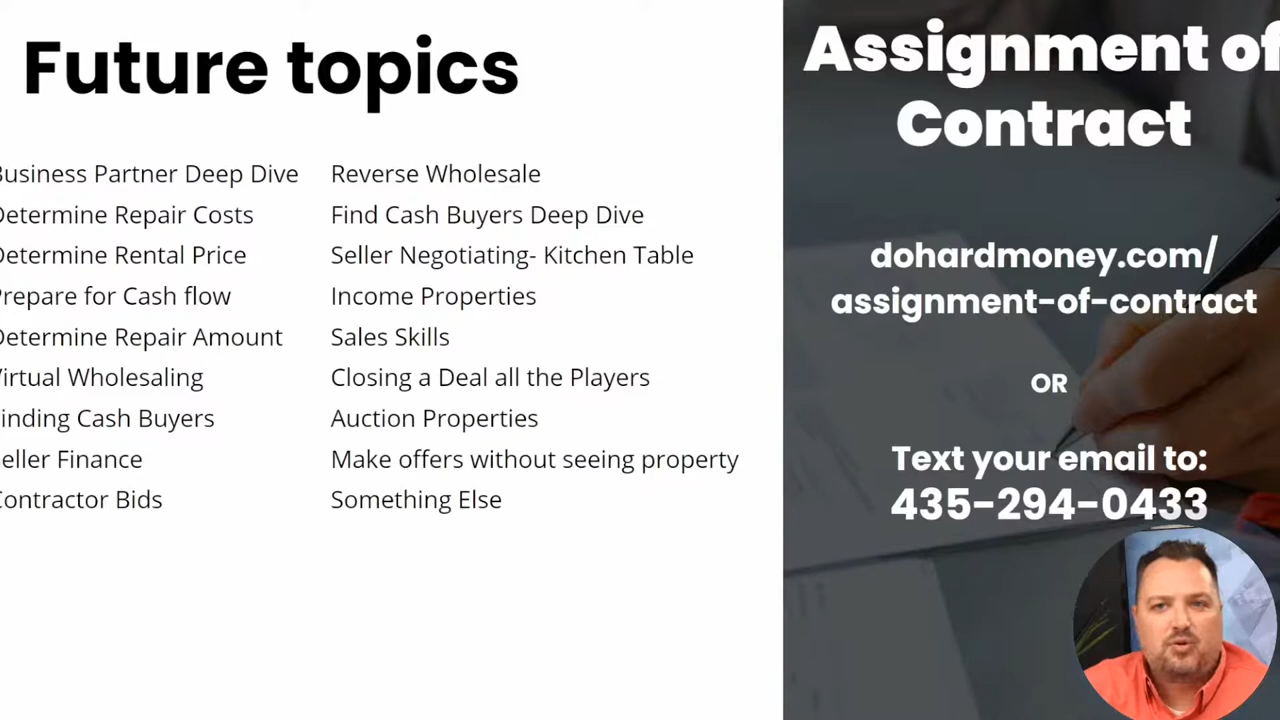 Future topics
Business Partner Deep Dive
Determine Repair Costs
Determine Rental Price
Prepare for Cash flow
Determine Repair Amount
Virtual Wholesaling
Finding Cash Buyers
Seller Finance
Contractor Bids
Reverse Wholesale
Find Cash Buyers Deep Dive
Seller Negotiating- Kitchen Table
Income Properties
Sales Skills
Closing a Deal all the Players
Auction Properties
Make offers without seeing property
Something Else
Assignment of
Contract
dohardmoney.com/
assignment-of-contract
OR
Text your email to:
435-294-0433